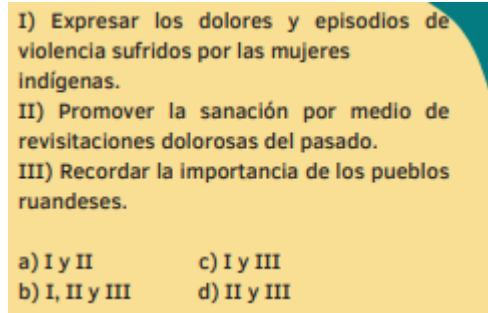 I) Expresar los dolores y episodios de
violencia sufridos por las mujeres
indígenas.
II) Promover la sanación por medio de
revisitaciones dolorosas del pasado.
III) Recordar la importancia de los pueblos
ruandeses.
a) I y II c) I y III
b) I, II y III d) II y III